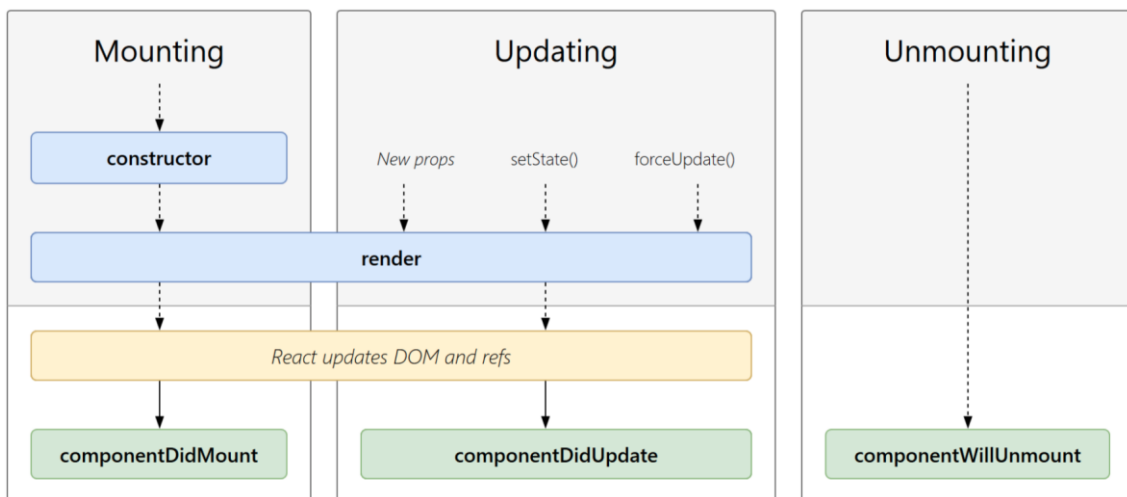 Mounting
Updating
Unmounting
constructor
New props
setState()
forceUpdate()
render
React updates DOM and refs
componentDidMount
componentDidUpdate
componentWillUnmount